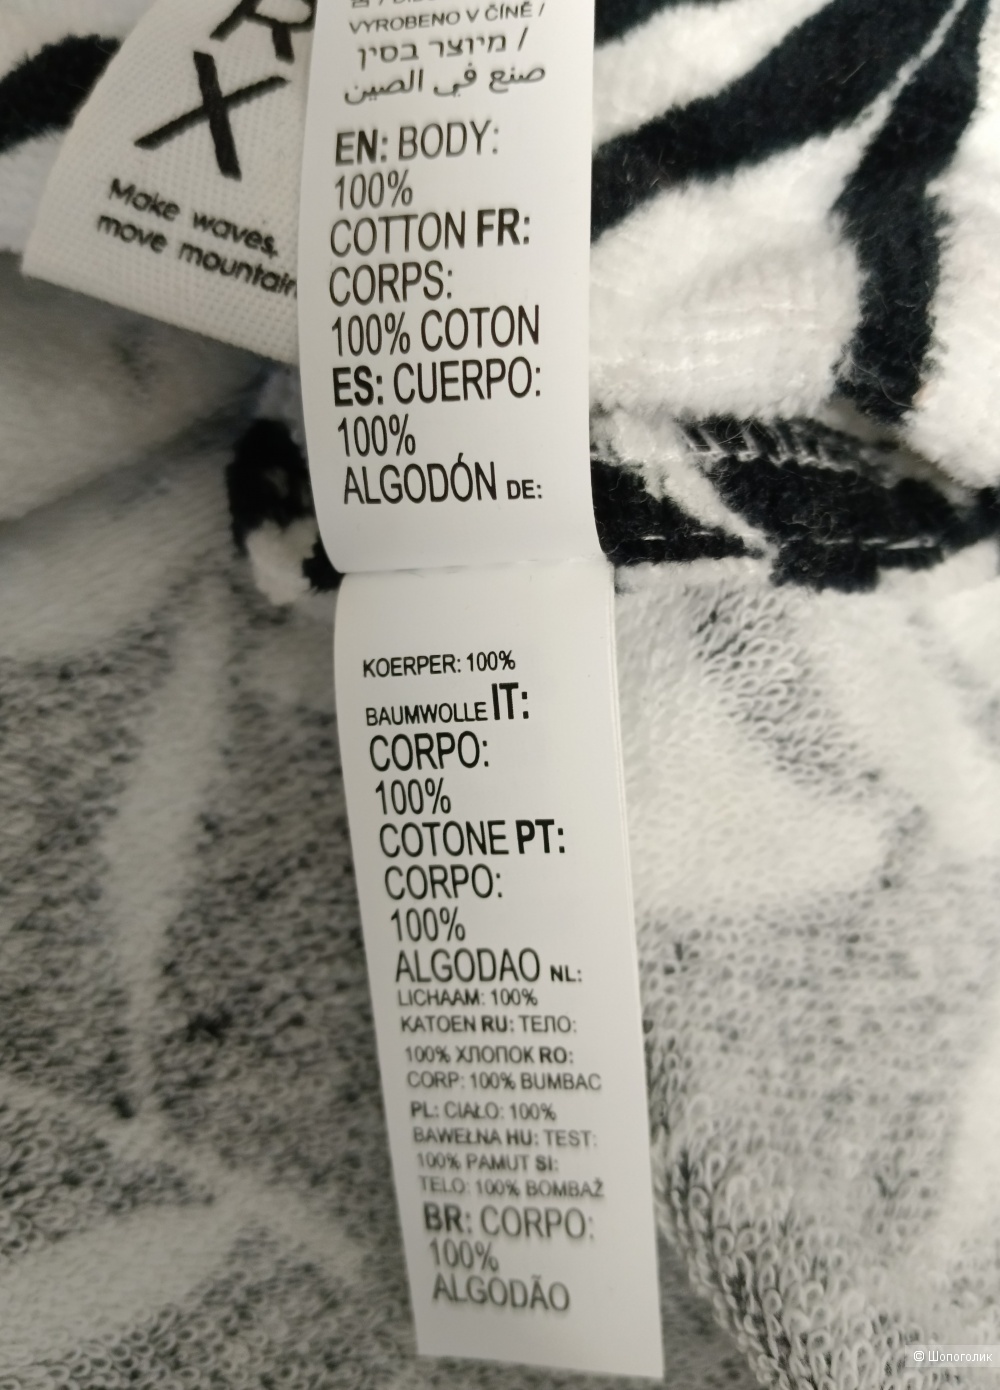 R
X
Make waves,
move mountain
VYROBENO V ČÍNĚ /
מיוצר בסין /
صنع في الصين
EN: BODY:
100%
COTTON FR:
CORPS:
100% COTON
ES: CUERPO:
100%
ALGODÓN DE:
KOERPER: 100%
BAUMWOLLE IT:
CORPO:
100%
COTONE PT:
CORPO:
100%
ALGODAO NL:
LICHAAM: 100%
KATOEN RU: ТЕЛО:
100% ХЛОПОК RO:
CORP: 100% BUMBAC
PL: CIAŁO: 100%
BAWEŁNA HU: TEST:
100% PAMUT SI:
TELO: 100% BOMBAŽ
BR: CORPO:
100%
ALGODÃO
© Шопоголик